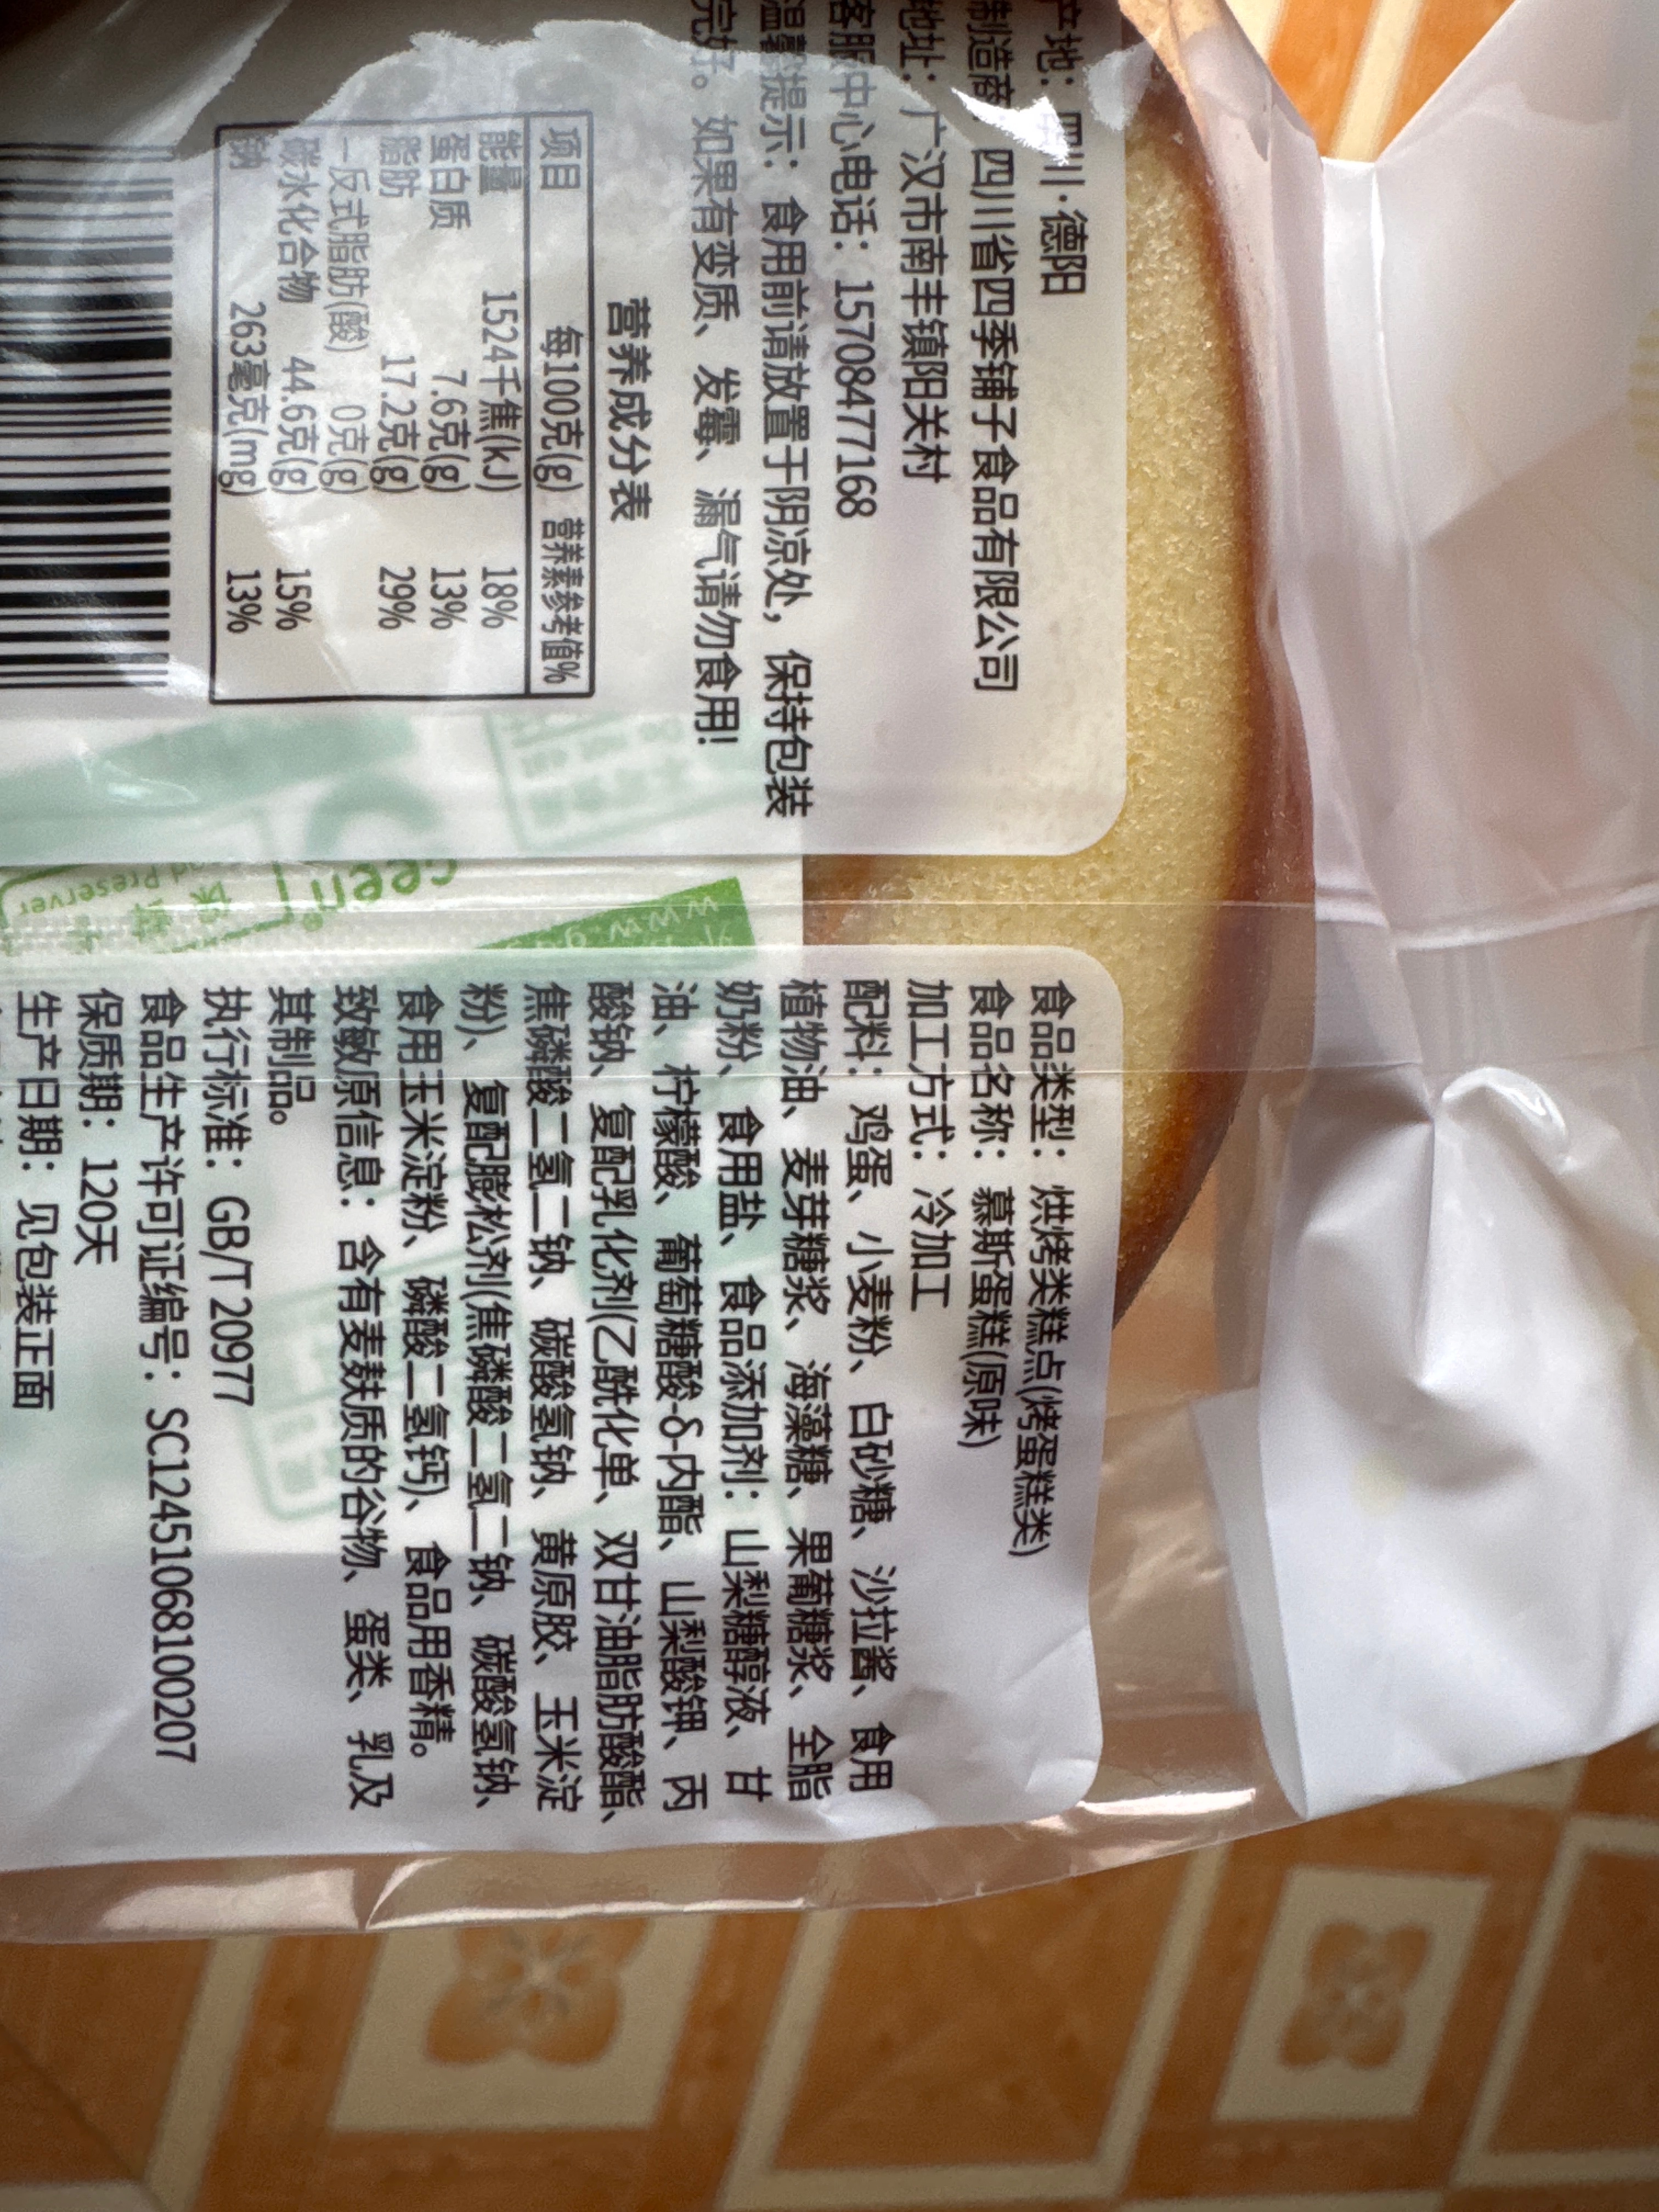 产地：四川·德阳
制造商：四川省四季铺子食品有限公司
地址：广汉市南丰镇阳关村
客服中心电话：15708477168
温馨提示：食用前请放置于阴凉处，保持包装
完好。如果有变质、发霉、漏气请勿食用！
营养成分表
项目 每100克(g) 营养素参考值%
能量 1524千焦(kJ) 18%
蛋白质 7.6克(g) 13%
脂肪 17.2克(g) 29%
－反式脂肪(酸) 0克(g)
碳水化合物 44.6克(g) 15%
钠 263毫克(mg) 13%
食品类型：烘烤类糕点(烤蛋糕类)
食品名称：慕斯蛋糕(原味)
加工方式：冷加工
配料：鸡蛋、小麦粉、白砂糖、沙拉酱、食用
植物油、麦芽糖浆、海藻糖、果葡糖浆、全脂
奶粉、食用盐、食品添加剂：山梨糖醇液、甘
油、柠檬酸、葡萄糖酸-δ-内酯、山梨酸钾、丙
酸钠、复配乳化剂(乙酰化单、双甘油脂肪酸酯、
焦磷酸二氢二钠、碳酸氢钠、黄原胶、玉米淀
粉)、复配膨松剂(焦磷酸二氢二钠、碳酸氢钠、
食用玉米淀粉、磷酸二氢钙)、食品用香精。
致敏原信息：含有麦麸质的谷物、蛋类、乳及
其制品。
执行标准：GB/T 20977
食品生产许可证编号：SC12451068100207
保质期：120天
生产日期：见包装正面
www.g
Preserver